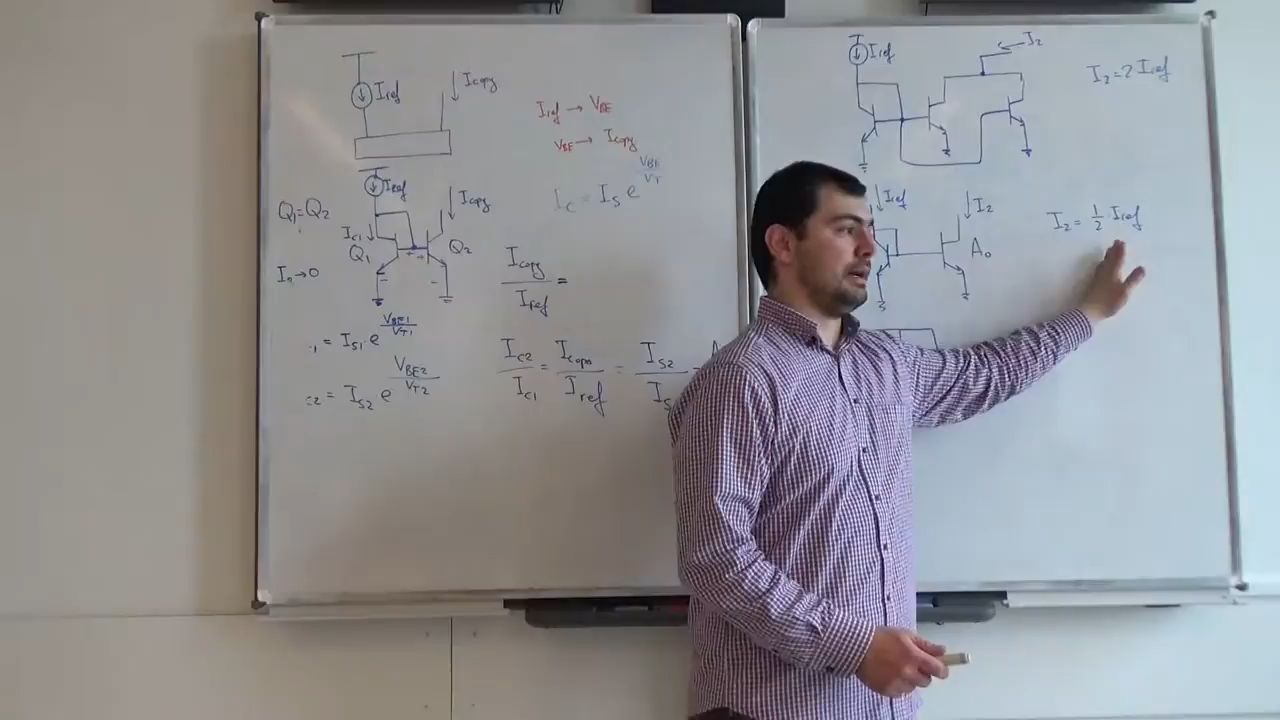 Iref
Icopy
Iref → VBE
VBE → Icopy
IC = IS e^(VBE/VT)
Iref
Icopy
Q1 = Q2
IC1
Q1
Q2
Icopy/Iref =
= IS1 · e^(VBE1/VT1)
= IS2 e^(VBE2/VT2)
IC2/IC1 = Icopy/Iref = IS2/IS
Iref
I2
I2 = 2 Iref
Iref
I2
A0
I2 = 1/2 · Iref